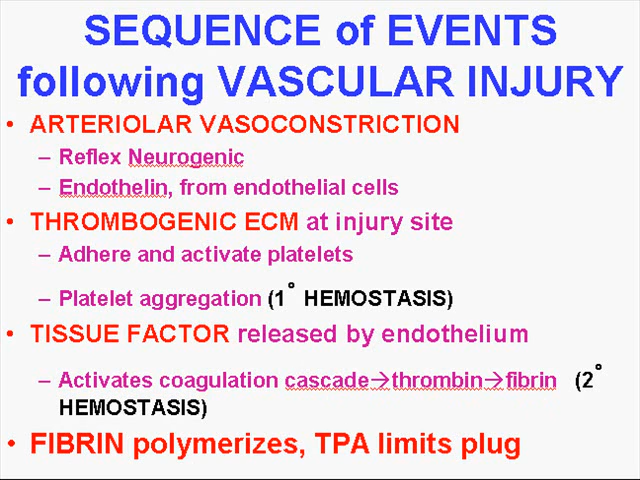 SEQUENCE of EVENTS
following VASCULAR INJURY
• ARTERIOLAR VASOCONSTRICTION
– Reflex Neurogenic
– Endothelin, from endothelial cells
• THROMBOGENIC ECM at injury site
– Adhere and activate platelets
– Platelet aggregation (1˚ HEMOSTASIS)
• TISSUE FACTOR released by endothelium
– Activates coagulation cascade→thrombin→fibrin (2˚
HEMOSTASIS)
• FIBRIN polymerizes, TPA limits plug